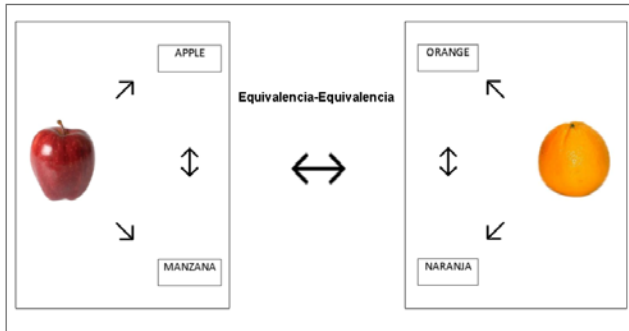 APPLE
ORANGE
Equivalencia-Equivalencia
MANZANA
NARANJA